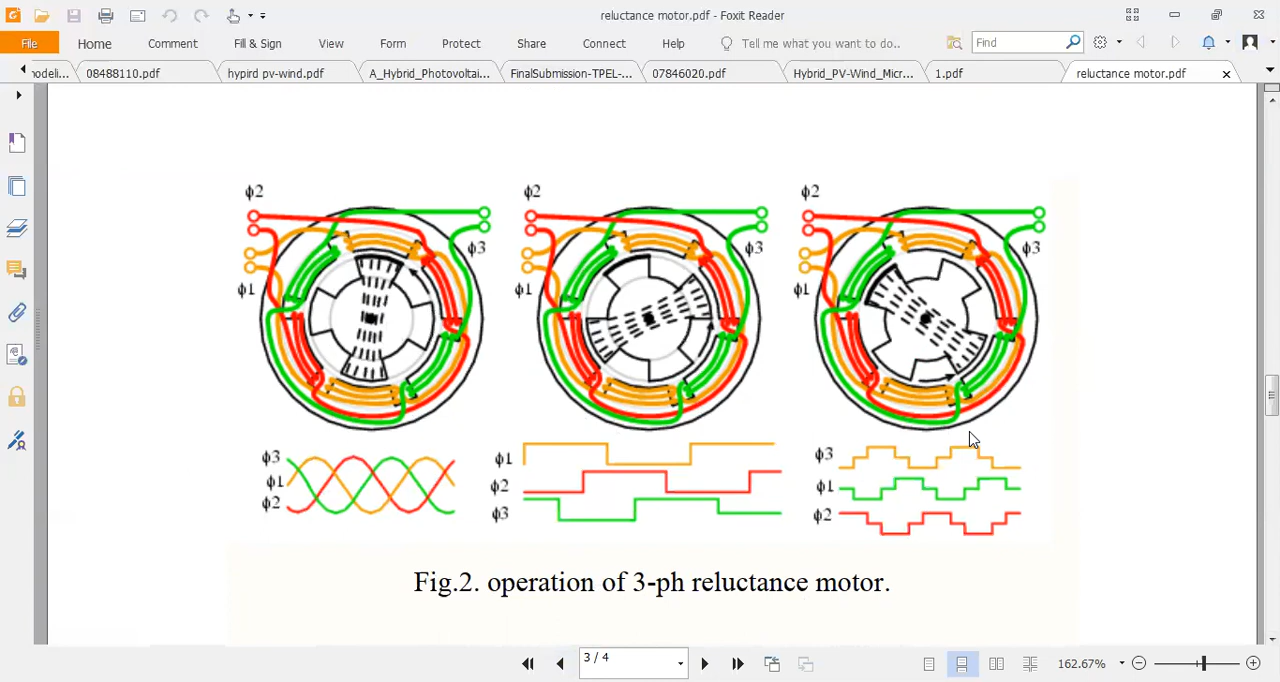 reluctance motor.pdf - Foxit Reader
File Home Comment Fill & Sign View Form Protect Share Connect Help Tell me what you want to do.. Find
nodeli... 08488110.pdf hypird pv-wind.pdf A_Hybrid_Photovoltai... FinalSubmission-TPEL-... 07846020.pdf Hybrid_PV-Wind_Micr... 1.pdf reluctance motor.pdf
ϕ2 ϕ2 ϕ2
ϕ3 ϕ3 ϕ3
ϕ1 ϕ1 ϕ1
ϕ3 ϕ1 ϕ3
ϕ1 ϕ2 ϕ1
ϕ2 ϕ3 ϕ2
Fig.2. operation of 3-ph reluctance motor.
3 / 4 162.67%